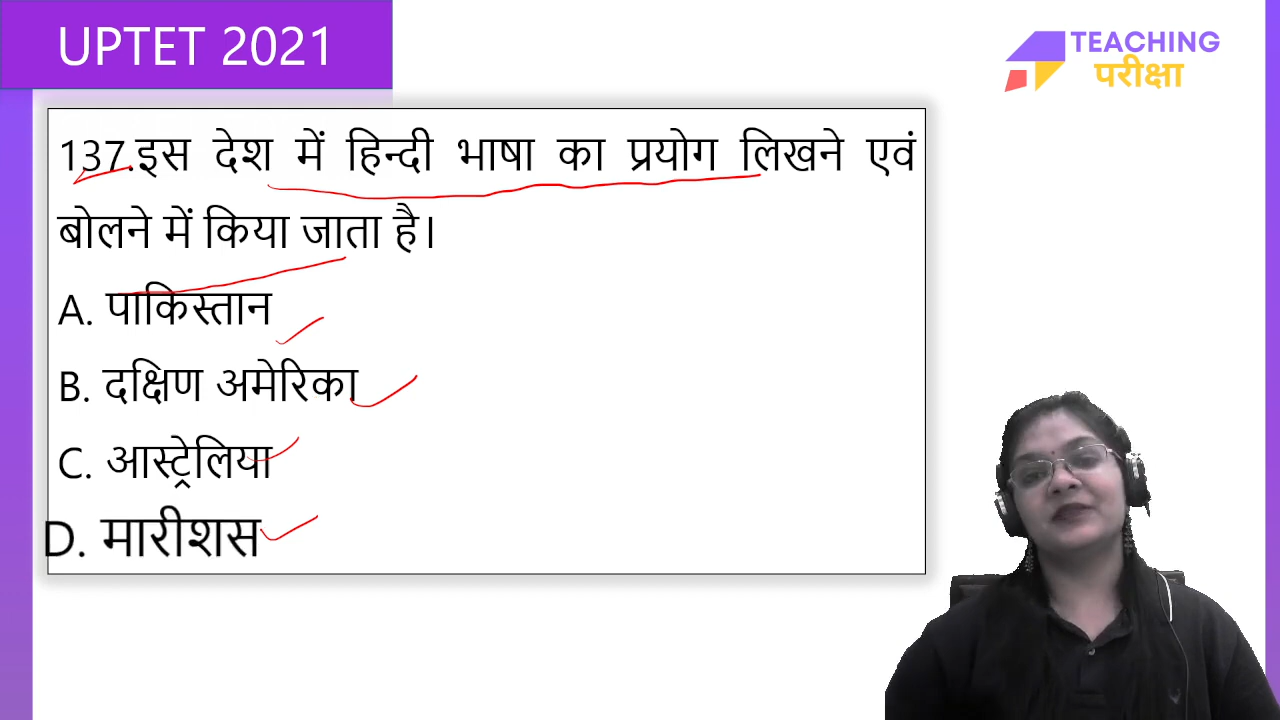 UPTET 2021
TEACHING
परीक्षा
137.इस देश में हिन्दी भाषा का प्रयोग लिखने एवं
बोलने में किया जाता है।
A. पाकिस्तान
B. दक्षिण अमेरिका
C. आस्ट्रेलिया
D. मारीशस